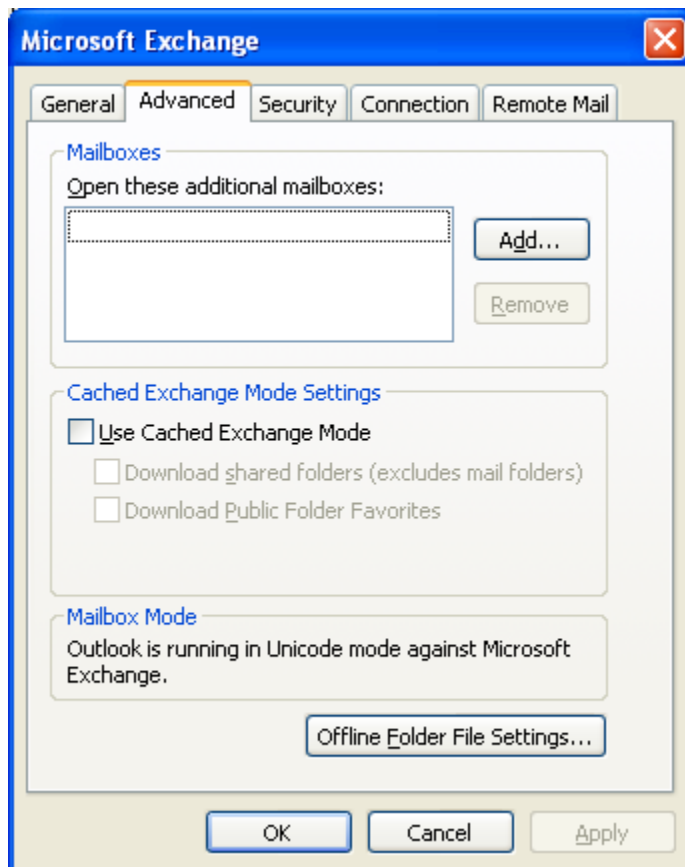 Microsoft Exchange
General Advanced Security Connection Remote Mail
Mailboxes
Open these additional mailboxes:
Add...
Remove
Cached Exchange Mode Settings
Use Cached Exchange Mode
Download shared folders (excludes mail folders)
Download Public Folder Favorites
Mailbox Mode
Outlook is running in Unicode mode against Microsoft
Exchange.
Offline Folder File Settings...
OK Cancel Apply